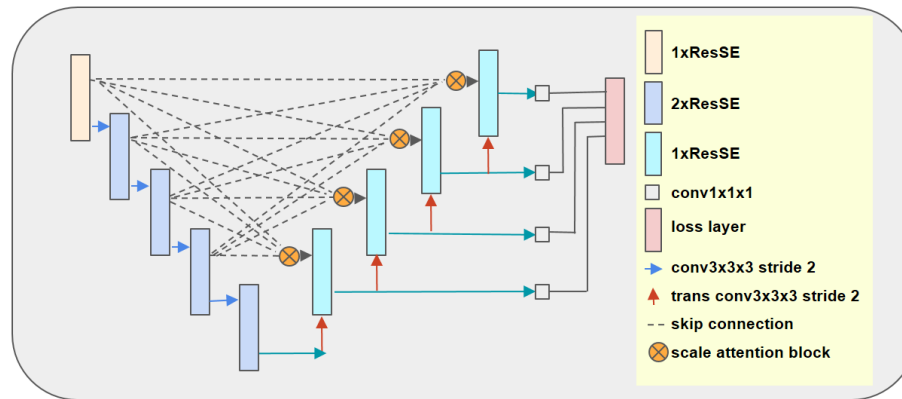 1xResSE
2xResSE
1xResSE
conv1x1x1
loss layer
conv3x3x3 stride 2
trans conv3x3x3 stride 2
skip connection
scale attention block